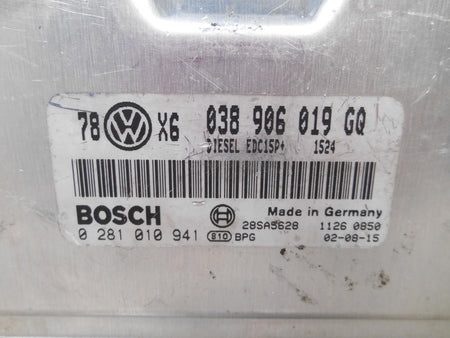 78 VW X6 038 906 019 GQ
DIESEL EDC15P+ 1524
BOSCH 28SA5628 Made in Germany 1126 0850
0 281 010 941 810 BPG 02-08-15